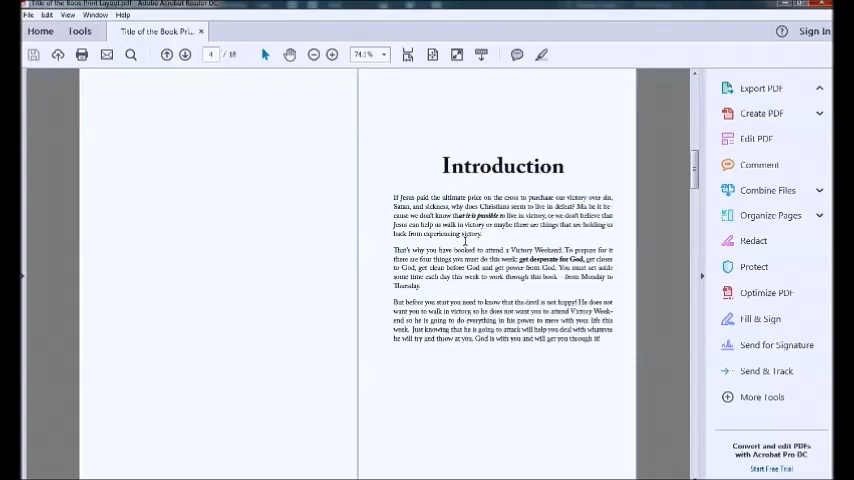 Title of the Book Print Layout.pdf - Adobe Acrobat Reader DC
File Edit View Window Help
Home Tools Title of the Book Pri... × Sign In
4 / 18 74.1%
Introduction
If Jesus paid the ultimate price on the cross to purchase our victory over sin,
Satan, and sickness, why does Christians seem to live in defeat? Ma be it be-
cause we don't know that it is possible to live in victory, or we don't believe that
Jesus can help us walk in victory or maybe there are things that are holding us
back from experiencing victory.
That's why you have booked to attend a Victory Weekend. To prepare for it
there are four things you must do this week: get desperate for God, get closer
to God, get clean before God and get power from God. You must set aside
some time each day this week to work through this book from Monday to
Thursday.
But before you start you need to know that the devil is not happy! He does not
want you to walk in victory, so he does not want you to attend Victory Week-
end so he is going to do everything in his power to mess with your life this
week. Just knowing that he is going to attack will help you deal with whatever
he will try and throw at you. God is with you and will get you through it!
Export PDF
Create PDF
Edit PDF
Comment
Combine Files
Organize Pages
Redact
Protect
Optimize PDF
Fill & Sign
Send for Signature
Send & Track
More Tools
Convert and edit PDFs
with Acrobat Pro DC
Start Free Trial